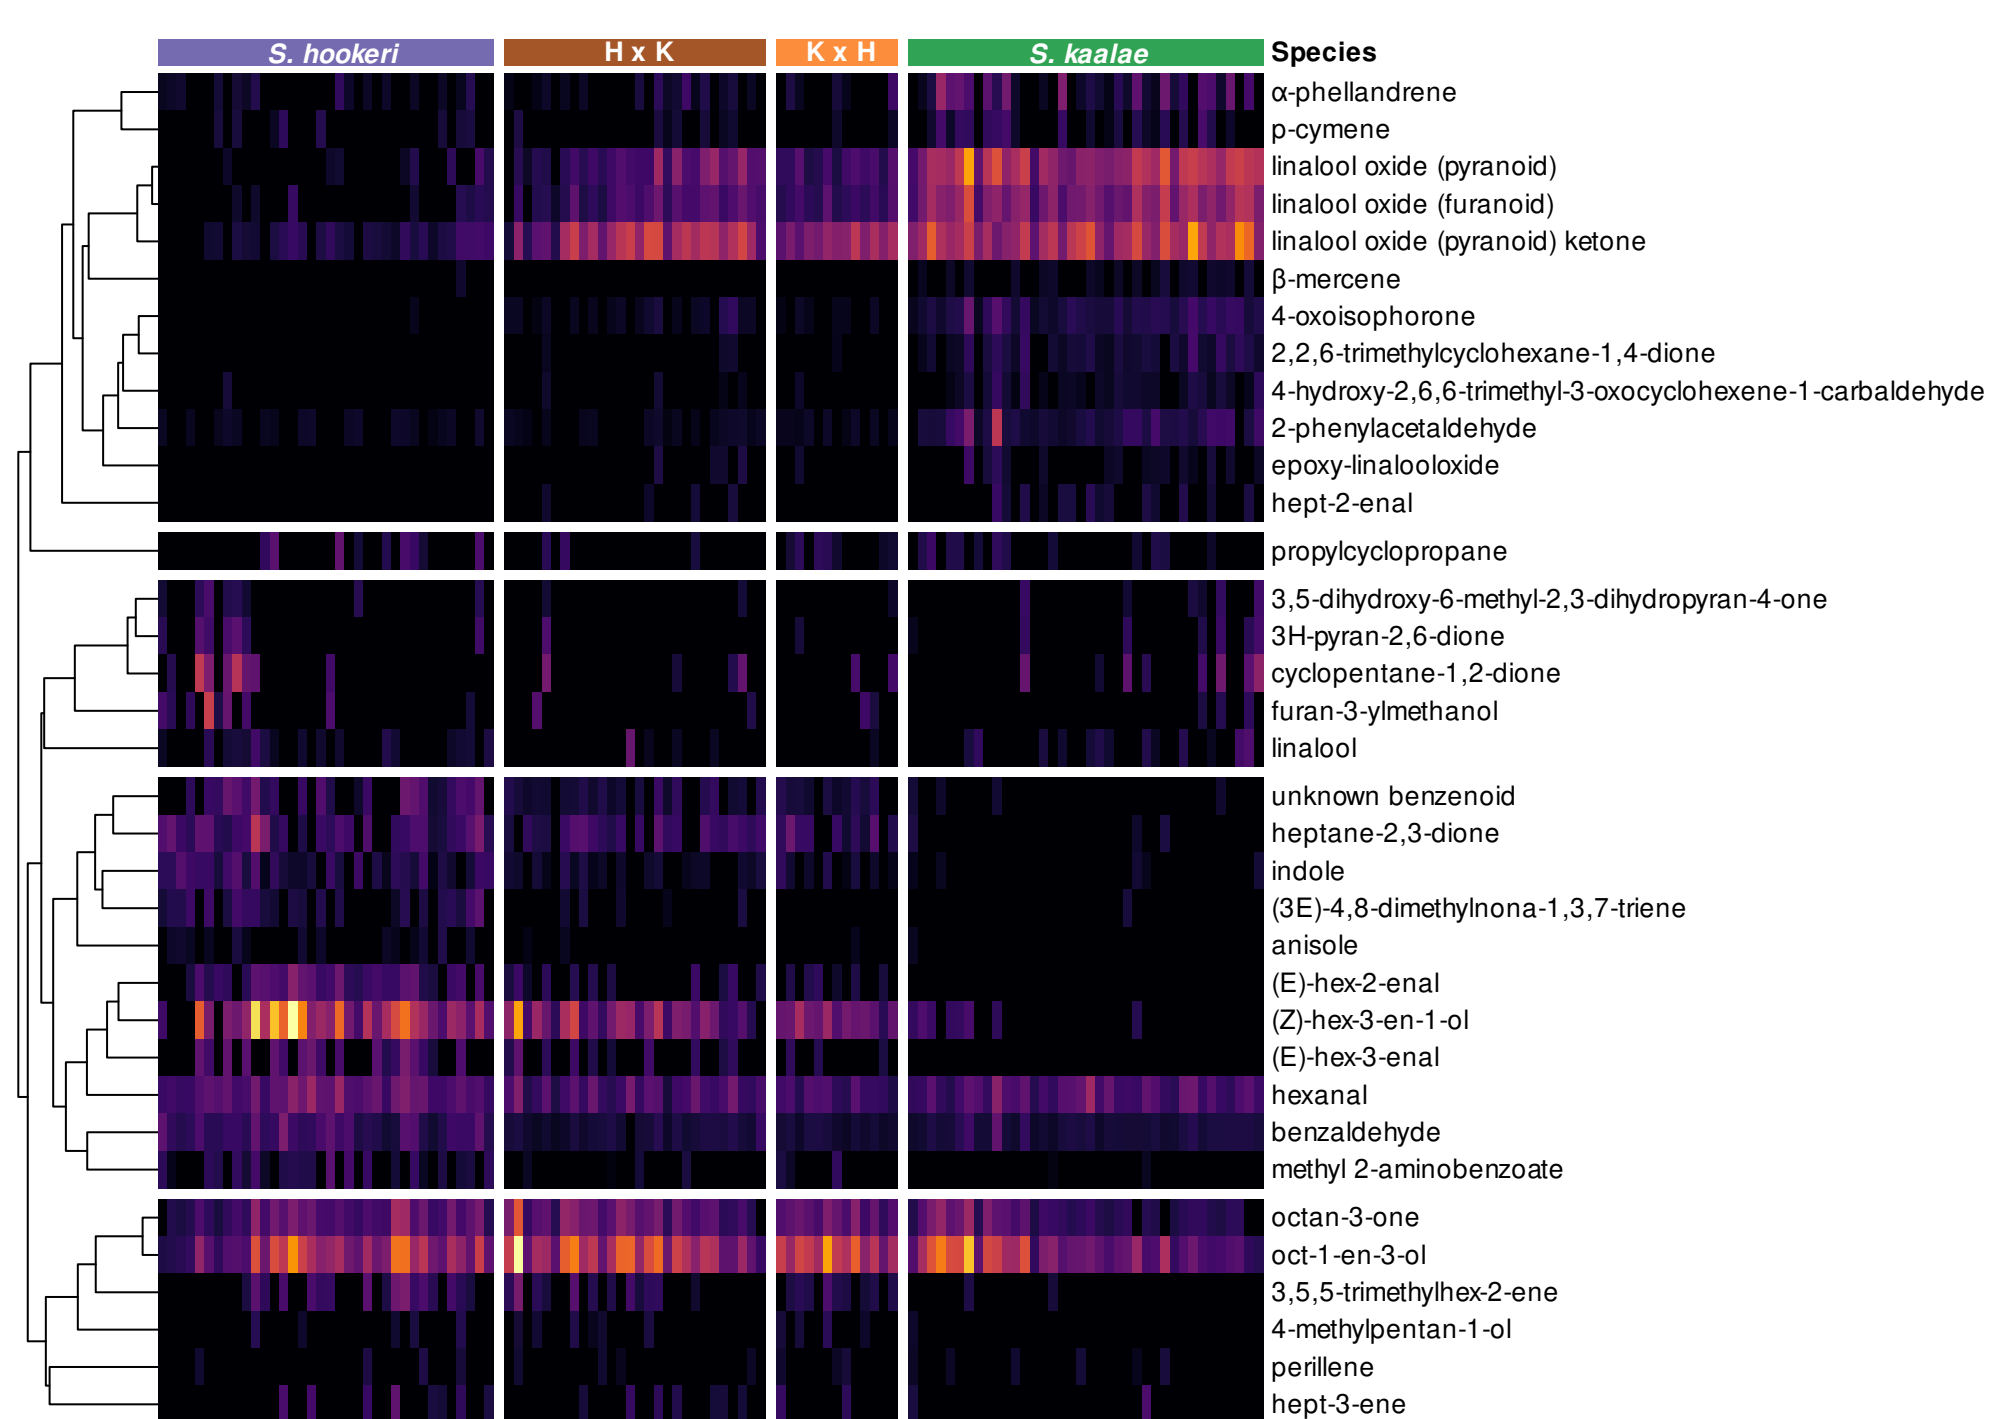 S. hookeri H x K K x H S. kaalae Species
α-phellandrene
p-cymene
linalool oxide (pyranoid)
linalool oxide (furanoid)
linalool oxide (pyranoid) ketone
β-mercene
4-oxoisophorone
2,2,6-trimethylcyclohexane-1,4-dione
4-hydroxy-2,6,6-trimethyl-3-oxocyclohexene-1-carbaldehyde
2-phenylacetaldehyde
epoxy-linalooloxide
hept-2-enal
propylcyclopropane
3,5-dihydroxy-6-methyl-2,3-dihydropyran-4-one
3H-pyran-2,6-dione
cyclopentane-1,2-dione
furan-3-ylmethanol
linalool
unknown benzenoid
heptane-2,3-dione
indole
(3E)-4,8-dimethylnona-1,3,7-triene
anisole
(E)-hex-2-enal
(Z)-hex-3-en-1-ol
(E)-hex-3-enal
hexanal
benzaldehyde
methyl 2-aminobenzoate
octan-3-one
oct-1-en-3-ol
3,5,5-trimethylhex-2-ene
4-methylpentan-1-ol
perillene
hept-3-ene